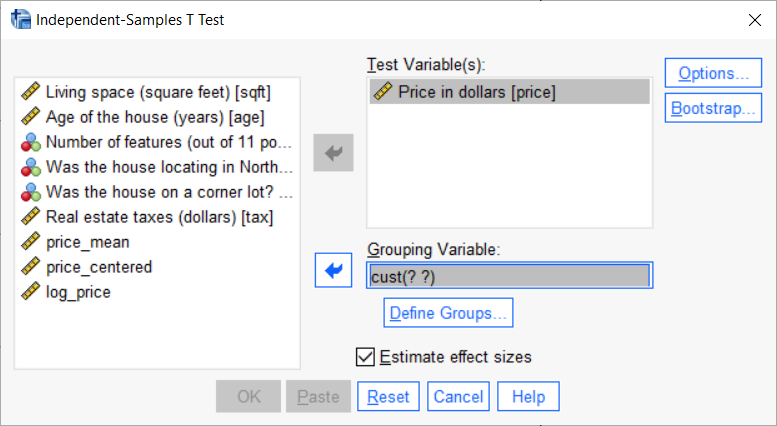 Independent-Samples T Test
Living space (square feet) [sqft]
Age of the house (years) [age]
Number of features (out of 11 po...
Was the house locating in North...
Was the house on a corner lot? ...
Real estate taxes (dollars) [tax]
price_mean
price_centered
log_price
Test Variable(s):
Price in dollars [price]
Grouping Variable:
cust(? ?)
Define Groups...
Estimate effect sizes
Options...
Bootstrap...
OK Paste Reset Cancel Help